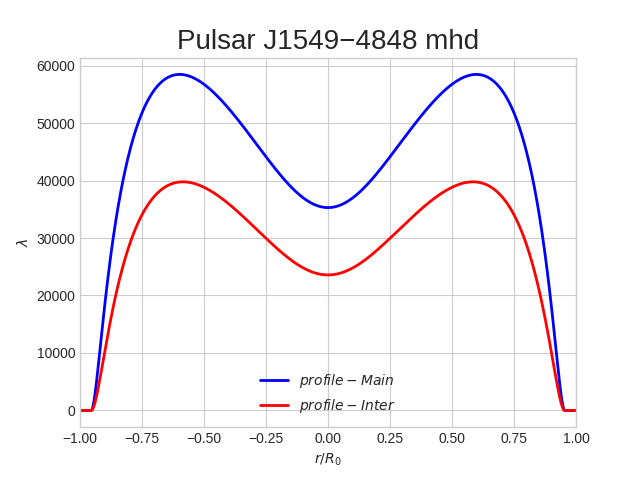 Pulsar J1549−4848 mhd
60000
50000
40000
30000
20000
10000
0
λ
profile − Main
profile − Inter
−1.00 −0.75 −0.50 −0.25 0.00 0.25 0.50 0.75 1.00
r/R₀